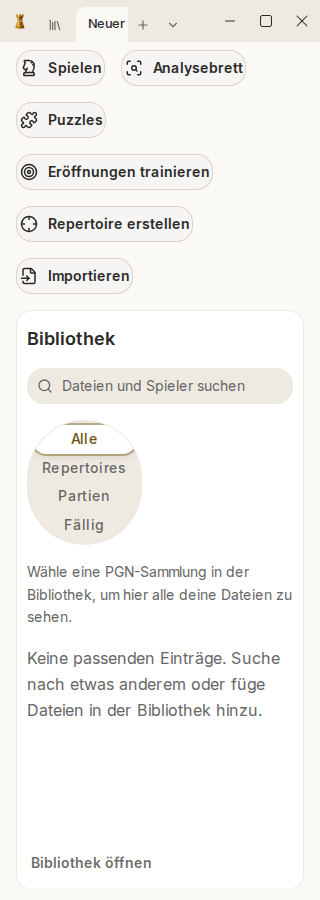 Neuer
Spielen
Analysebrett
Puzzles
Eröffnungen trainieren
Repertoire erstellen
Importieren
Bibliothek
Dateien und Spieler suchen
Alle
Repertoires
Partien
Fällig
Wähle eine PGN-Sammlung in der
Bibliothek, um hier alle deine Dateien zu
sehen.
Keine passenden Einträge. Suche
nach etwas anderem oder füge
Dateien in der Bibliothek hinzu.
Bibliothek öffnen